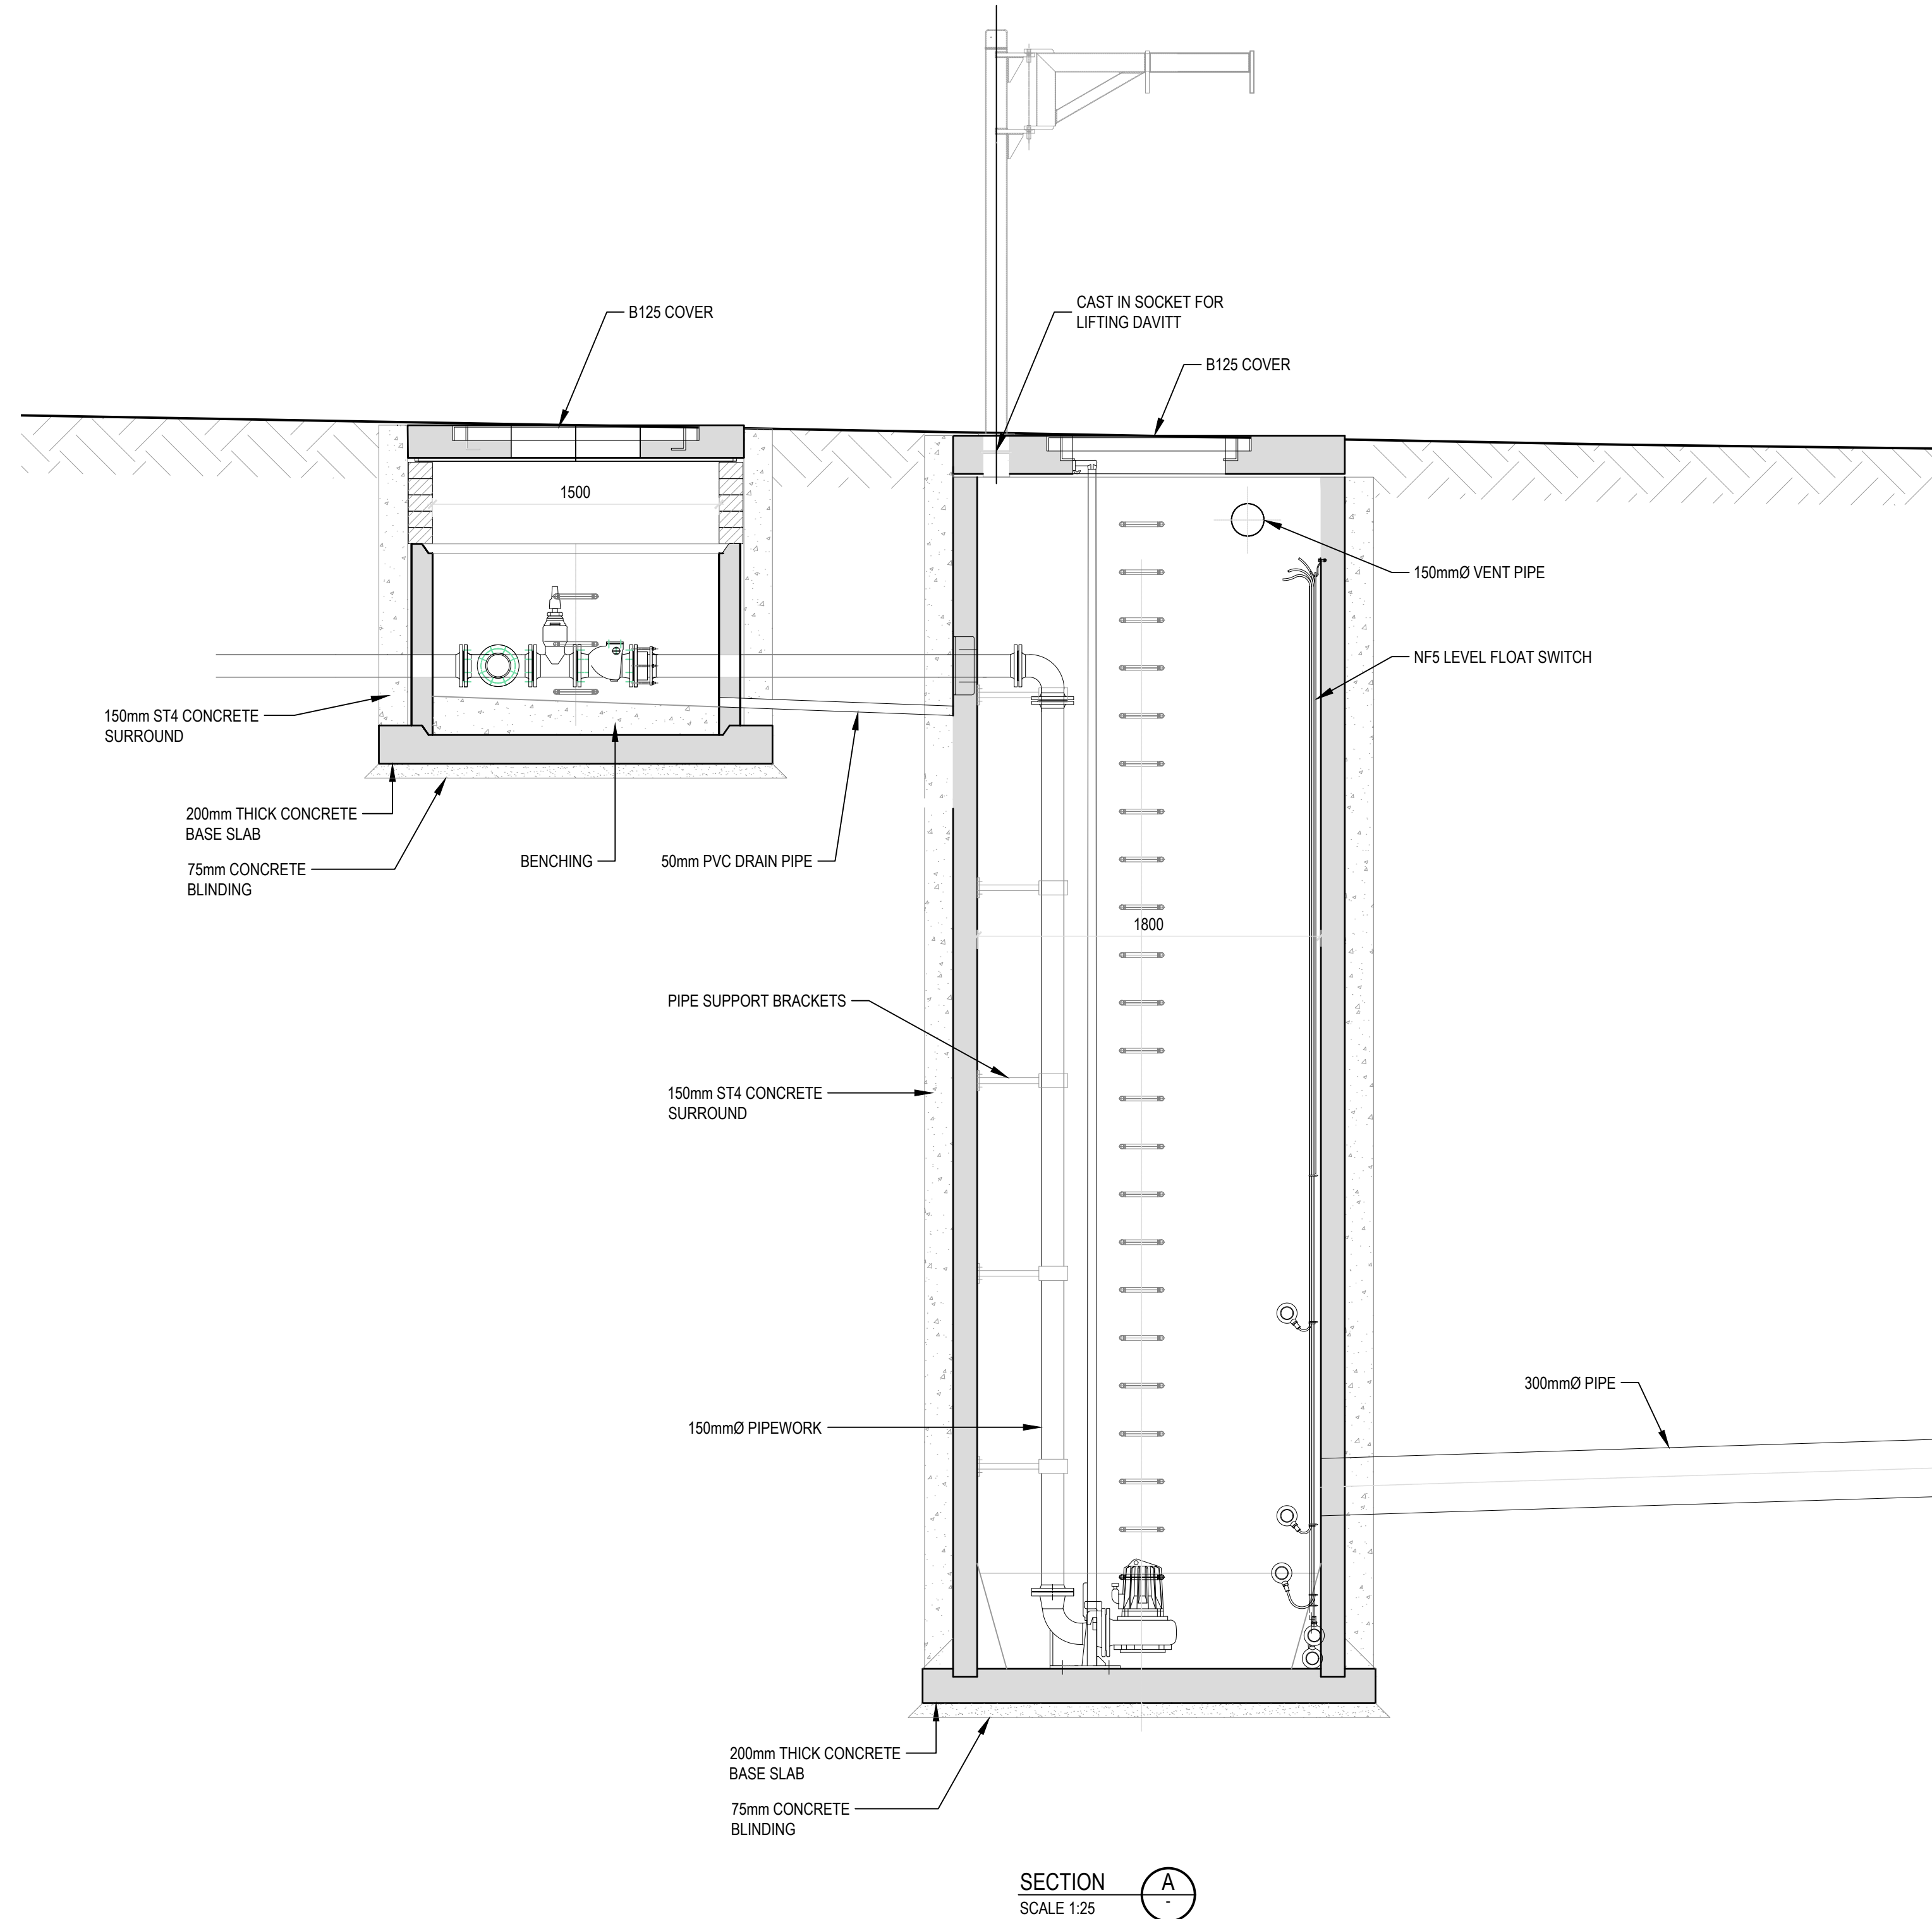 B125 COVER
CAST IN SOCKET FOR
LIFTING DAVITT
B125 COVER
1500
150mmØ VENT PIPE
NF5 LEVEL FLOAT SWITCH
150mm ST4 CONCRETE
SURROUND
200mm THICK CONCRETE
BASE SLAB
75mm CONCRETE
BLINDING
BENCHING
50mm PVC DRAIN PIPE
1800
PIPE SUPPORT BRACKETS
150mm ST4 CONCRETE
SURROUND
300mmØ PIPE
150mmØ PIPEWORK
200mm THICK CONCRETE
BASE SLAB
75mm CONCRETE
BLINDING
SECTION A
SCALE 1:25 -